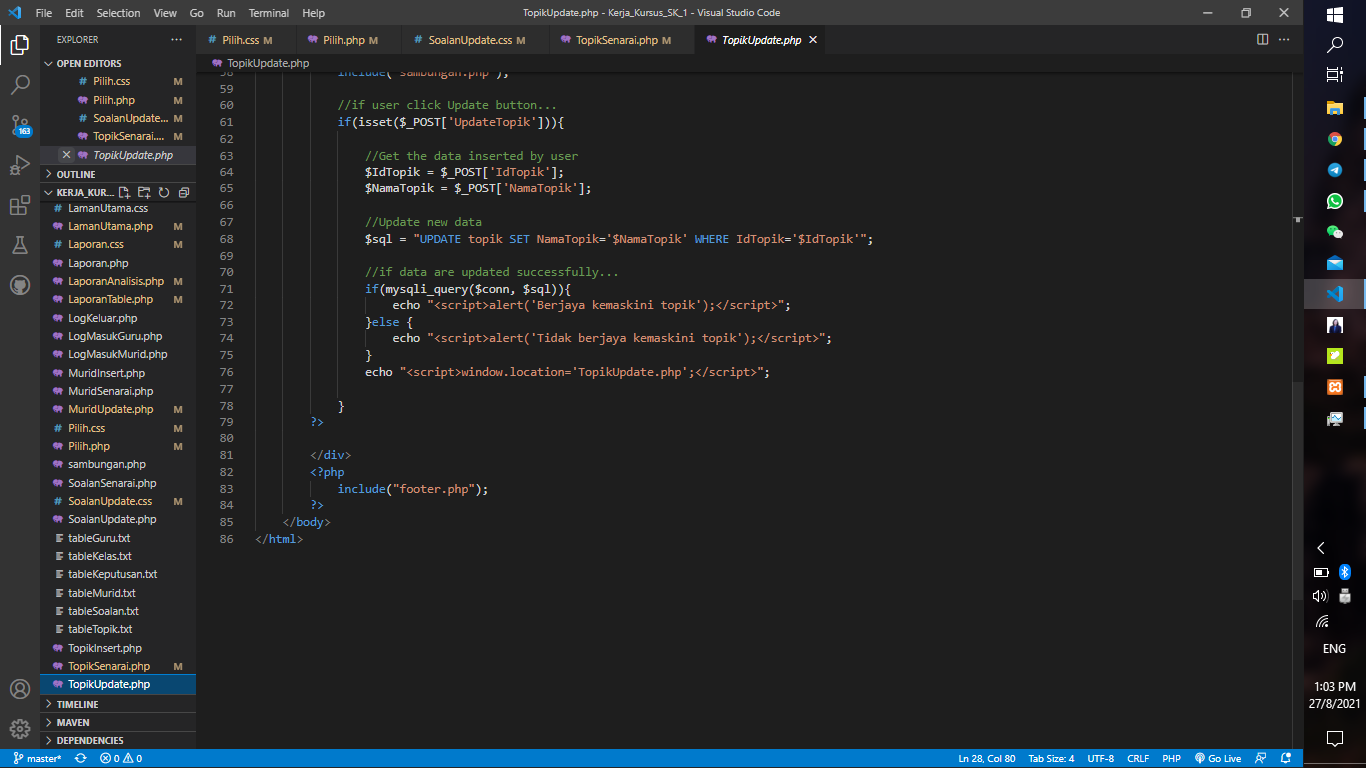 File Edit Selection View Go Run Terminal Help
TopikUpdate.php - Kerja_Kursus_SK_1 - Visual Studio Code
EXPLORER
OPEN EDITORS
Pilih.css M
Pilih.php M
SoalanUpdate... M
TopikSenarai.... M
TopikUpdate.php
OUTLINE
KERJA_KUR...
LamanUtama.css
LamanUtama.php M
Laporan.css M
Laporan.php
LaporanAnalisis.php M
LaporanTable.php M
LogKeluar.php
LogMasukGuru.php
LogMasukMurid.php
MuridInsert.php
MuridSenarai.php
MuridUpdate.php M
Pilih.css M
Pilih.php M
sambungan.php
SoalanSenarai.php
SoalanUpdate.css M
SoalanUpdate.php
tableGuru.txt
tableKelas.txt
tableKeputusan.txt
tableMurid.txt
tableSoalan.txt
tableTopik.txt
TopikInsert.php
TopikSenarai.php M
TopikUpdate.php
TIMELINE
MAVEN
DEPENDENCIES
163
Pilih.css M
Pilih.php M
SoalanUpdate.css M
TopikSenarai.php M
TopikUpdate.php
TopikUpdate.php
58 include("sambungan.php");
59
60 //if user click Update button...
61 if(isset($_POST['UpdateTopik'])){
62
63 //Get the data inserted by user
64 $IdTopik = $_POST['IdTopik'];
65 $NamaTopik = $_POST['NamaTopik'];
66
67 //Update new data
68 $sql = "UPDATE topik SET NamaTopik='$NamaTopik' WHERE IdTopik='$IdTopik'";
69
70 //if data are updated successfully...
71 if(mysqli_query($conn, $sql)){
72 echo "<script>alert('Berjaya kemaskini topik');</script>";
73 }else {
74 echo "<script>alert('Tidak berjaya kemaskini topik');</script>";
75 }
76 echo "<script>window.location='TopikUpdate.php';</script>";
77
78 }
79 ?>
80
81 </div>
82 <?php
83 include("footer.php");
84 ?>
85 </body>
86 </html>
master* 0 0
Ln 28, Col 80 Tab Size: 4 UTF-8 CRLF PHP Go Live
ENG
1:03 PM
27/8/2021